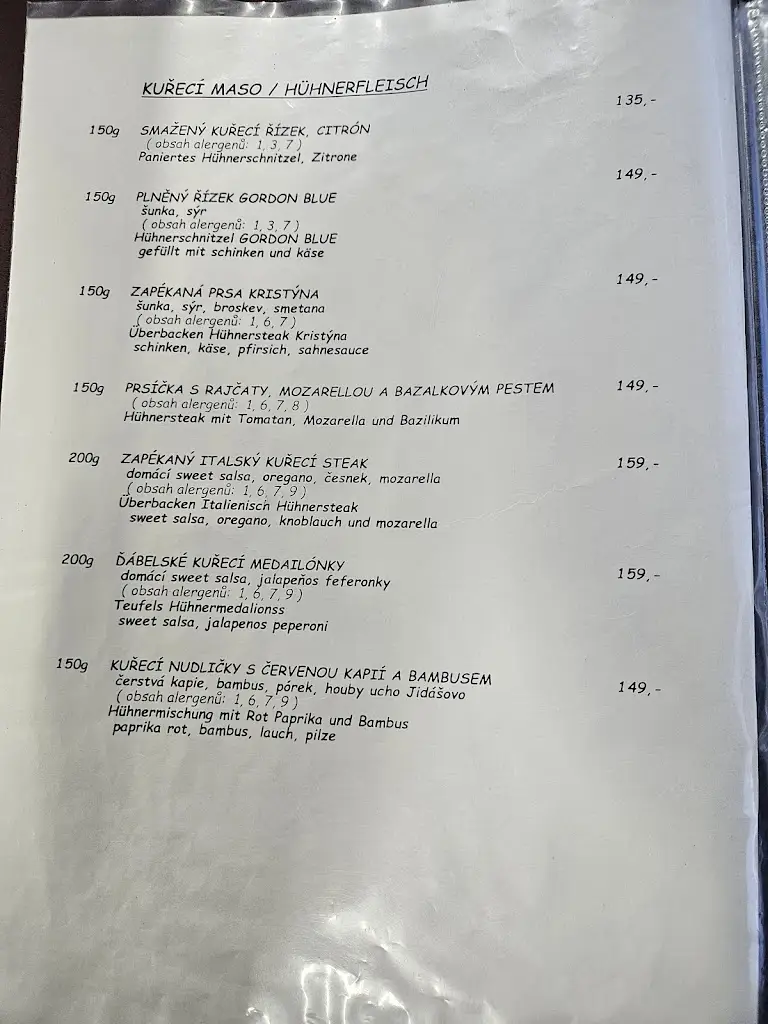 KUŘECÍ MASO / HÜHNERFLEISCH
135,-
150g SMAŽENÝ KUŘECÍ ŘÍZEK, CITRÓN
( obsah alergenů: 1, 3, 7 )
Paniertes Hühnerschnitzel, Zitrone
149,-
150g PLNĚNÝ ŘÍZEK GORDON BLUE
šunka, sýr
( obsah alergenů: 1, 3, 7 )
Hühnerschnitzel GORDON BLUE
gefüllt mit schinken und käse
149,-
150g ZAPÉKANÁ PRSA KRISTÝNA
šunka, sýr, broskev, smetana
( obsah alergenů: 1, 6, 7 )
Überbacken Hühnersteak Kristýna
schinken, käse, pfirsich, sahnesauce
150g PRSÍČKA S RAJČATY, MOZARELLOU A BAZALKOVÝM PESTEM 149,-
( obsah alergenů: 1, 6, 7, 8 )
Hühnersteak mit Tomatan, Mozarella und Bazilikum
200g ZAPÉKANÝ ITALSKÝ KUŘECÍ STEAK 159,-
domácí sweet salsa, oregano, česnek, mozarella
( obsah alergenů: 1, 6, 7, 9 )
Überbacken Italienisch Hühnersteak
sweet salsa, oregano, knoblauch und mozarella
200g ĎÁBELSKÉ KUŘECÍ MEDAILÓNKY 159,-
domácí sweet salsa, jalapeňos feferonky
( obsah alergenů: 1, 6, 7, 9 )
Teufels Hühnermedalionss
sweet salsa, jalapenos peperoni
150g KUŘECÍ NUDLIČKY S ČERVENOU KAPIÍ A BAMBUSEM 149,-
čerstvá kapie, bambus, pórek, houby ucho Jidášovo
( obsah alergenů: 1, 6, 7, 9 )
Hühnermischung mit Rot Paprika und Bambus
paprika rot, bambus, lauch, pilze